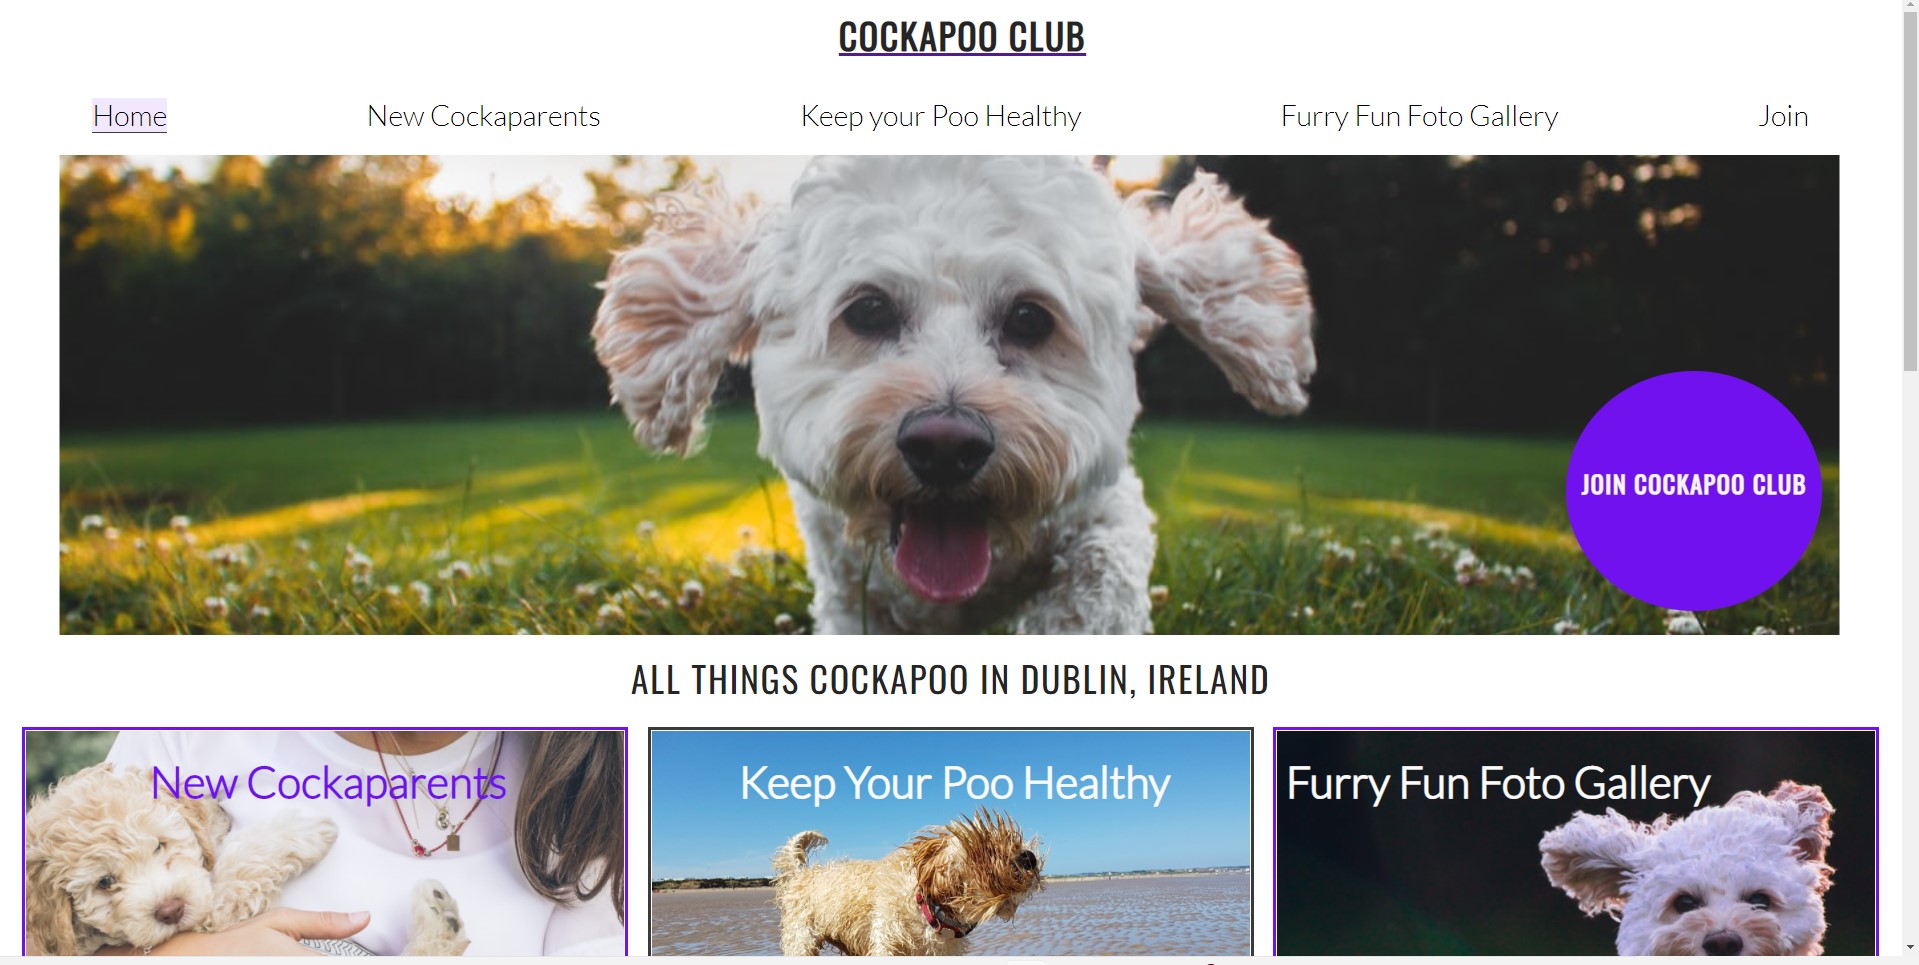 COCKAPOO CLUB
Home New Cockaparents Keep your Poo Healthy Furry Fun Foto Gallery Join
JOIN COCKAPOO CLUB
ALL THINGS COCKAPOO IN DUBLIN, IRELAND
New Cockaparents
Keep Your Poo Healthy
Furry Fun Foto Gallery